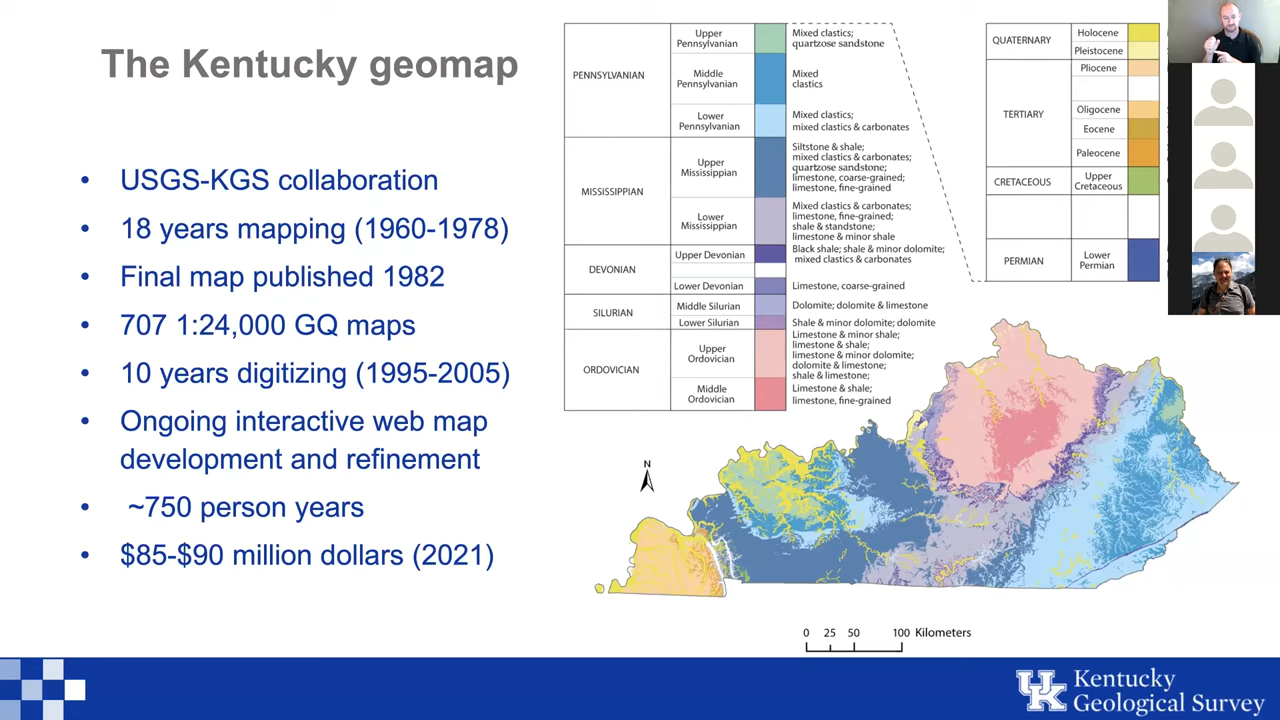 The Kentucky geomap
• USGS-KGS collaboration
• 18 years mapping (1960-1978)
• Final map published 1982
• 707 1:24,000 GQ maps
• 10 years digitizing (1995-2005)
• Ongoing interactive web map
development and refinement
• ~750 person years
• $85-$90 million dollars (2021)
PENNSYLVANIAN
Upper
Pennsylvanian
Mixed clastics;
quartzose sandstone
Middle
Pennsylvanian
Mixed
clastics
Lower
Pennsylvanian
Mixed clastics;
mixed clastics & carbonates
MISSISSIPPIAN
Upper
Mississippian
Siltstone & shale;
mixed clastics & carbonates;
quartzose sandstone;
limestone, coarse-grained;
limestone, fine-grained
Lower
Mississippian
Mixed clastics & carbonates;
limestone, fine-grained;
shale & standstone;
limestone & minor shale
DEVONIAN
Upper Devonian
Black shale; shale & minor dolomite;
mixed clastics & carbonates
Lower Devonian
Limestone, coarse-grained
SILURIAN
Middle Silurian
Dolomite; dolomite & limestone
Lower Silurian
Shale & minor dolomite; dolomite
ORDOVICIAN
Upper
Ordovician
Limestone & minor shale;
limestone & shale;
limestone & minor dolomite;
dolomite & limestone;
shale & limestone;
Middle
Ordovician
Limestone & shale;
limestone, fine-grained
QUATERNARY
Holocene
Pleistocene
TERTIARY
Pliocene
Oligocene
Eocene
Paleocene
CRETACEOUS
Upper
Cretaceous
PERMIAN
Lower
Permian
N
0 25 50 100 Kilometers
UK
Kentucky
Geological Survey